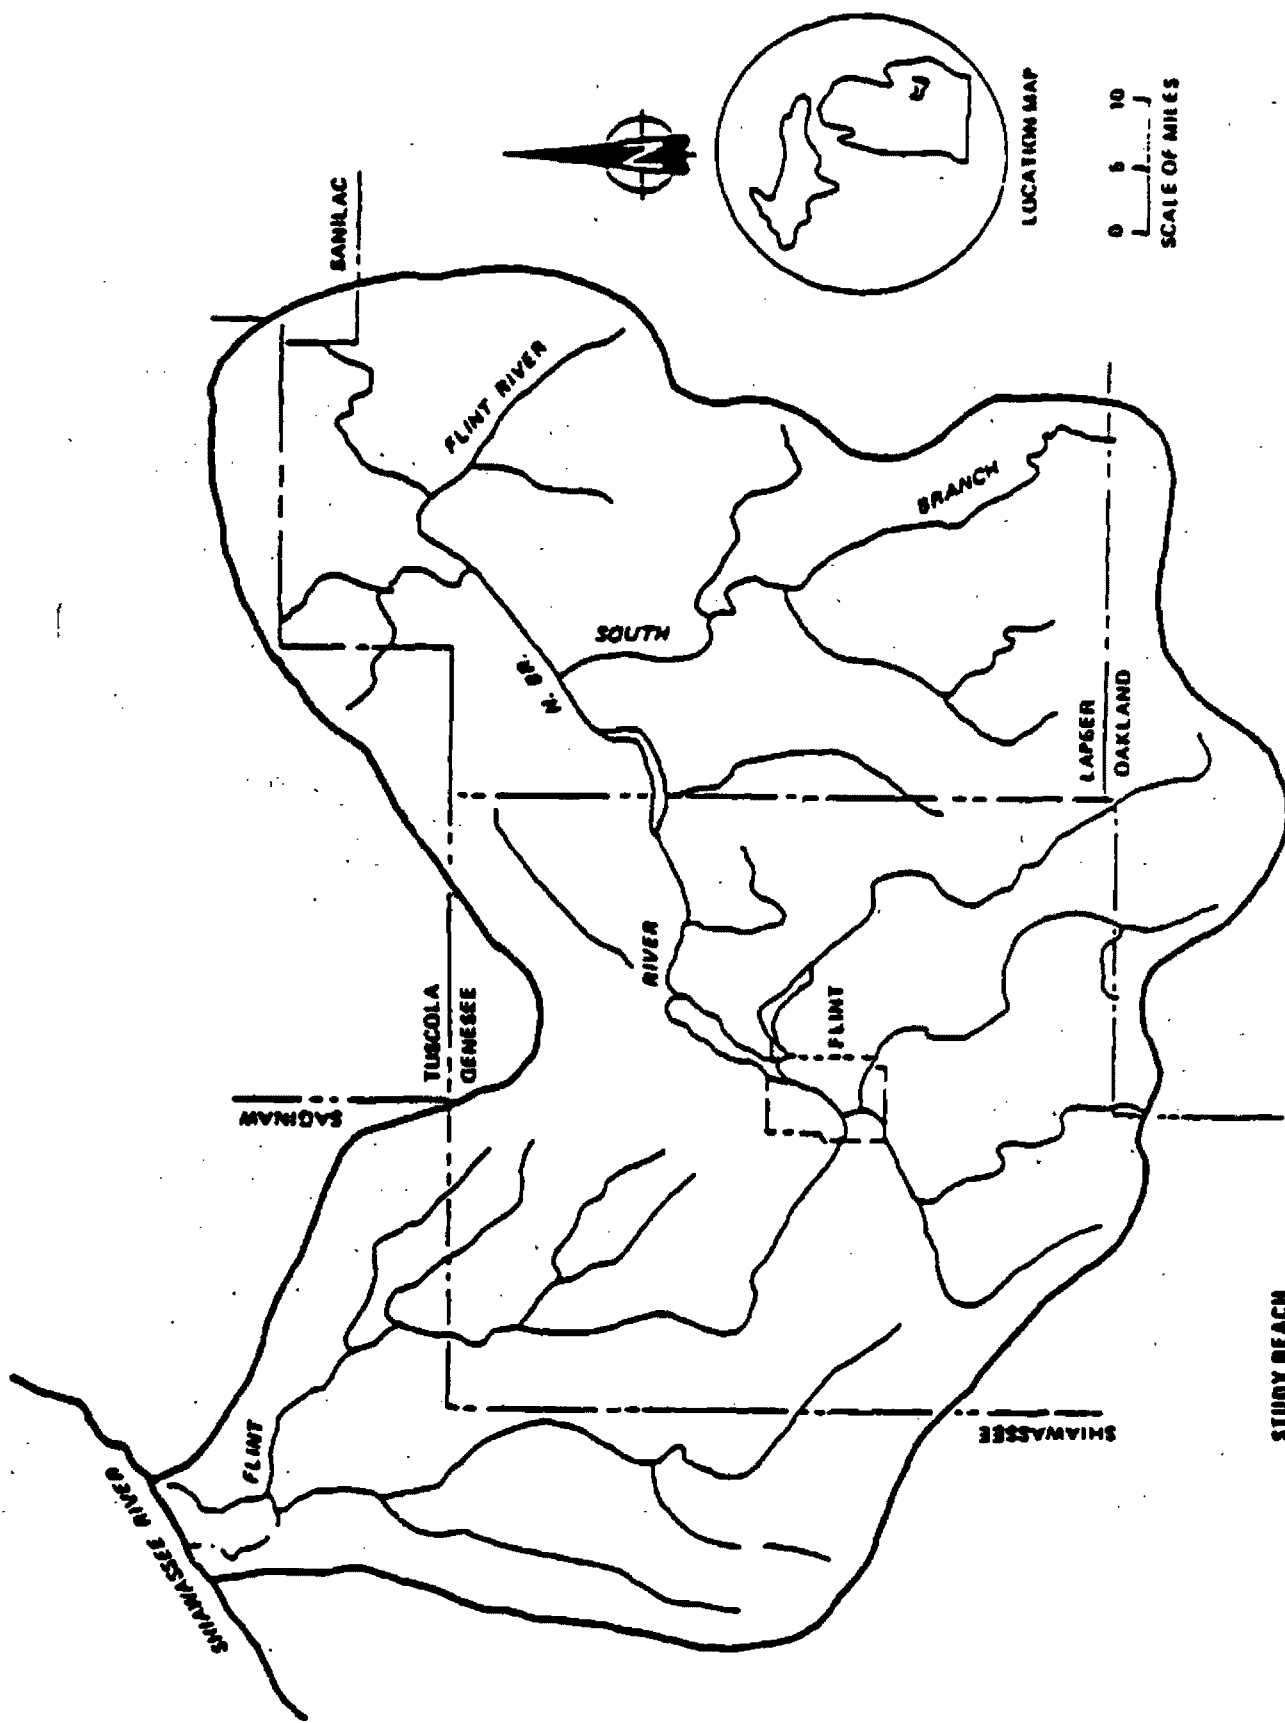 SHIAWASSEE RIVER
FLINT
SAGINAW
TUSCOLA
GENESEE
SANILAC
FLINT RIVER
N. BR.
SOUTH
BRANCH
RIVER
FLINT
LAPEER
OAKLAND
SHIAWASSEE
N
LOCATION MAP
0 5 10
SCALE OF MILES
STUDY REACH